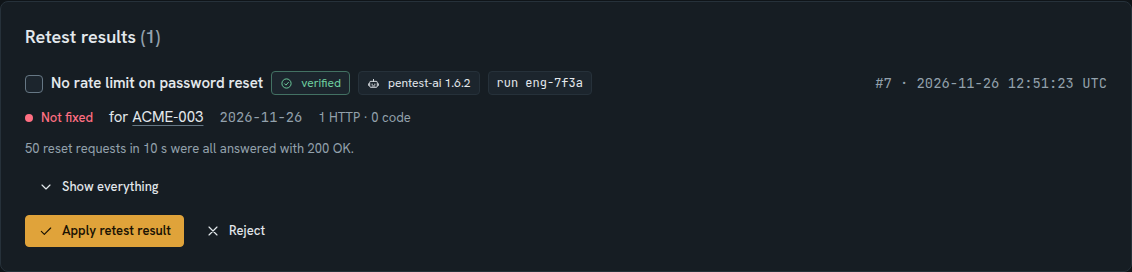 Retest results (1)
No rate limit on password reset verified pentest-ai 1.6.2 run eng-7f3a #7 · 2026-11-26 12:51:23 UTC
Not fixed for ACME-003 2026-11-26 1 HTTP · 0 code
50 reset requests in 10 s were all answered with 200 OK.
Show everything
Apply retest result Reject